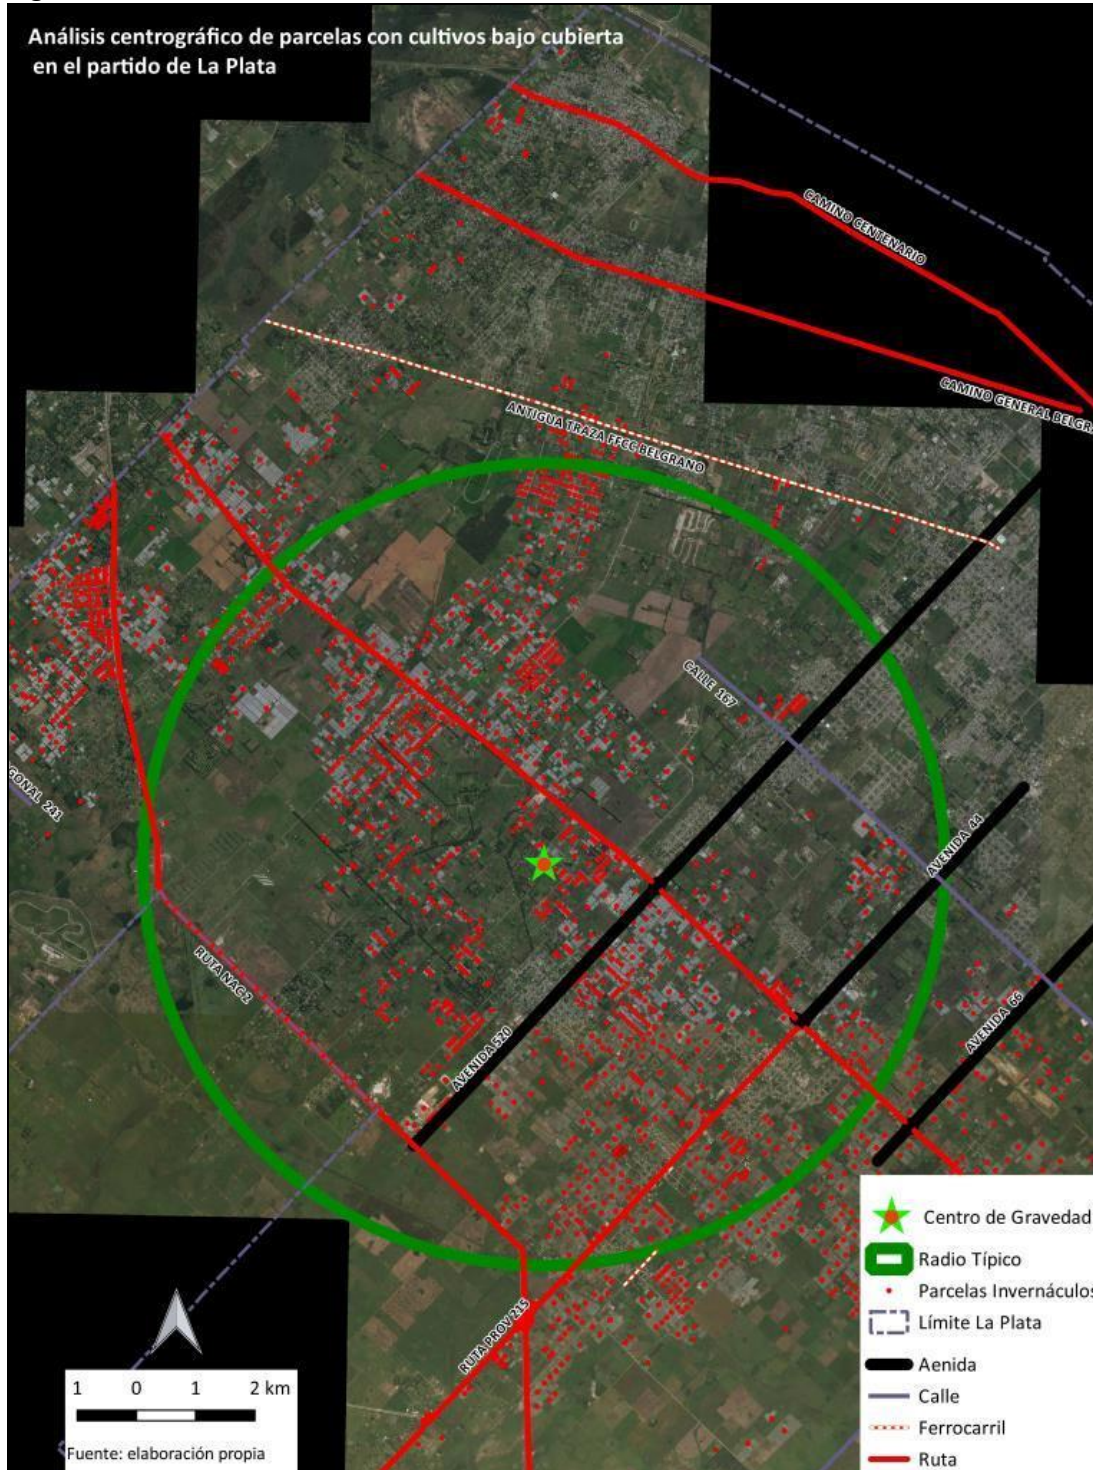 Análisis centrográfico de parcelas con cultivos bajo cubierta
en el partido de La Plata
CAMINO CENTENARIO
CAMINO GENERAL BELGRA
ANTIGUA TRAZA FFCC BELGRANO
CALLE 167
GONAL 241
AVENIDA 44
RUTA NAC 2
AVENIDA 66
AVENIDA 520
RUTA PROV 215
Centro de Gravedad
Radio Típico
Parcelas Invernáculos
Límite La Plata
Aenida
Calle
Ferrocarril
Ruta
1 0 1 2 km
Fuente: elaboración propia